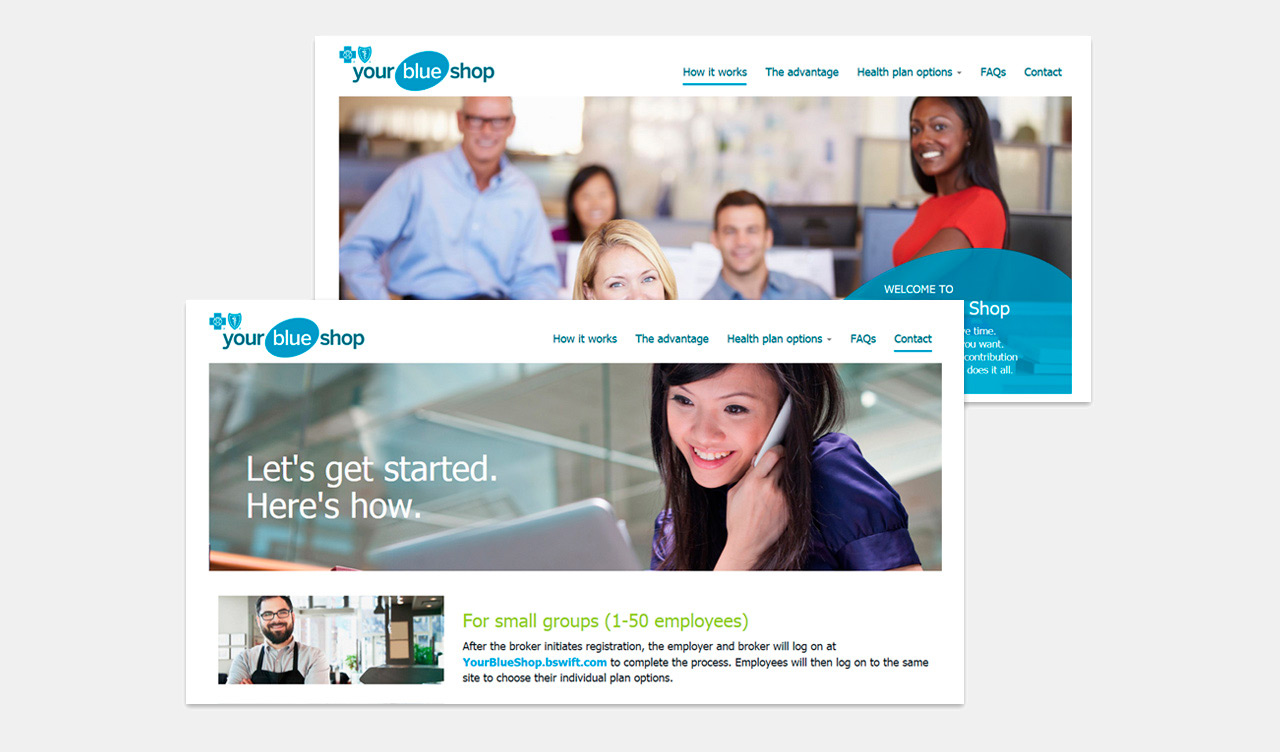 your blue shop
How it works The advantage Health plan options FAQs Contact
WELCOME TO
Shop
time.
you want.
contribution
does it all.
your blue shop
How it works The advantage Health plan options FAQs Contact
Let's get started.
Here's how.
For small groups (1-50 employees)
After the broker initiates registration, the employer and broker will log on at
YourBlueShop.bswift.com to complete the process. Employees will then log on to the same
site to choose their individual plan options.